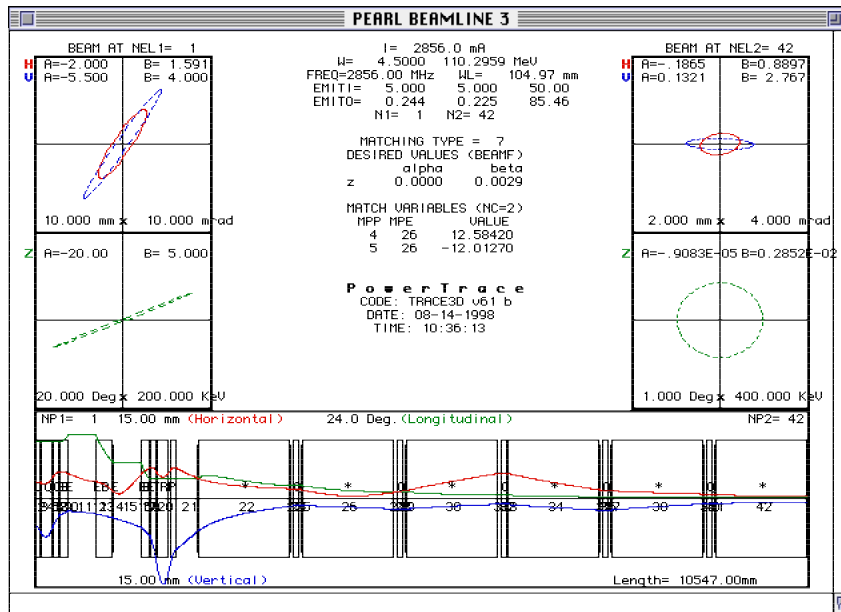 PEARL BEAMLINE 3
BEAM AT NEL1= 1
H A=-2.000 B= 1.591
V A=-5.500 B= 4.000
10.000 mm x 10.000 mrad
Z A=-20.00 B= 5.000
20.000 Deg x 200.000 KeV
I= 2856.0 mA
W= 4.5000 110.2959 MeV
FREQ=2856.00 MHz WL= 104.97 mm
EMITI= 5.000 5.000 50.00
EMITO= 0.244 0.225 85.46
N1= 1 N2= 42
MATCHING TYPE = 7
DESIRED VALUES (BEAMF)
alpha beta
z 0.0000 0.0029
MATCH VARIABLES (NC=2)
MPP MPE VALUE
4 26 12.58420
5 26 -12.01270
PowerTrace
CODE: TRACE3D v61 b
DATE: 08-14-1998
TIME: 10:36:13
BEAM AT NEL2= 42
H A=-.1865 B=0.8897
V A=0.1321 B= 2.767
2.000 mm x 4.000 mrad
Z A=-.9083E-05 B=0.2852E-02
1.000 Deg x 400.000 KeV
NP1= 1 15.00 mm (Horizontal) 24.0 Deg.(Longitudinal) NP2= 42
* * * * * *
21 22 26 30 34 42
15.00 mm (Vertical) Length= 10547.00mm